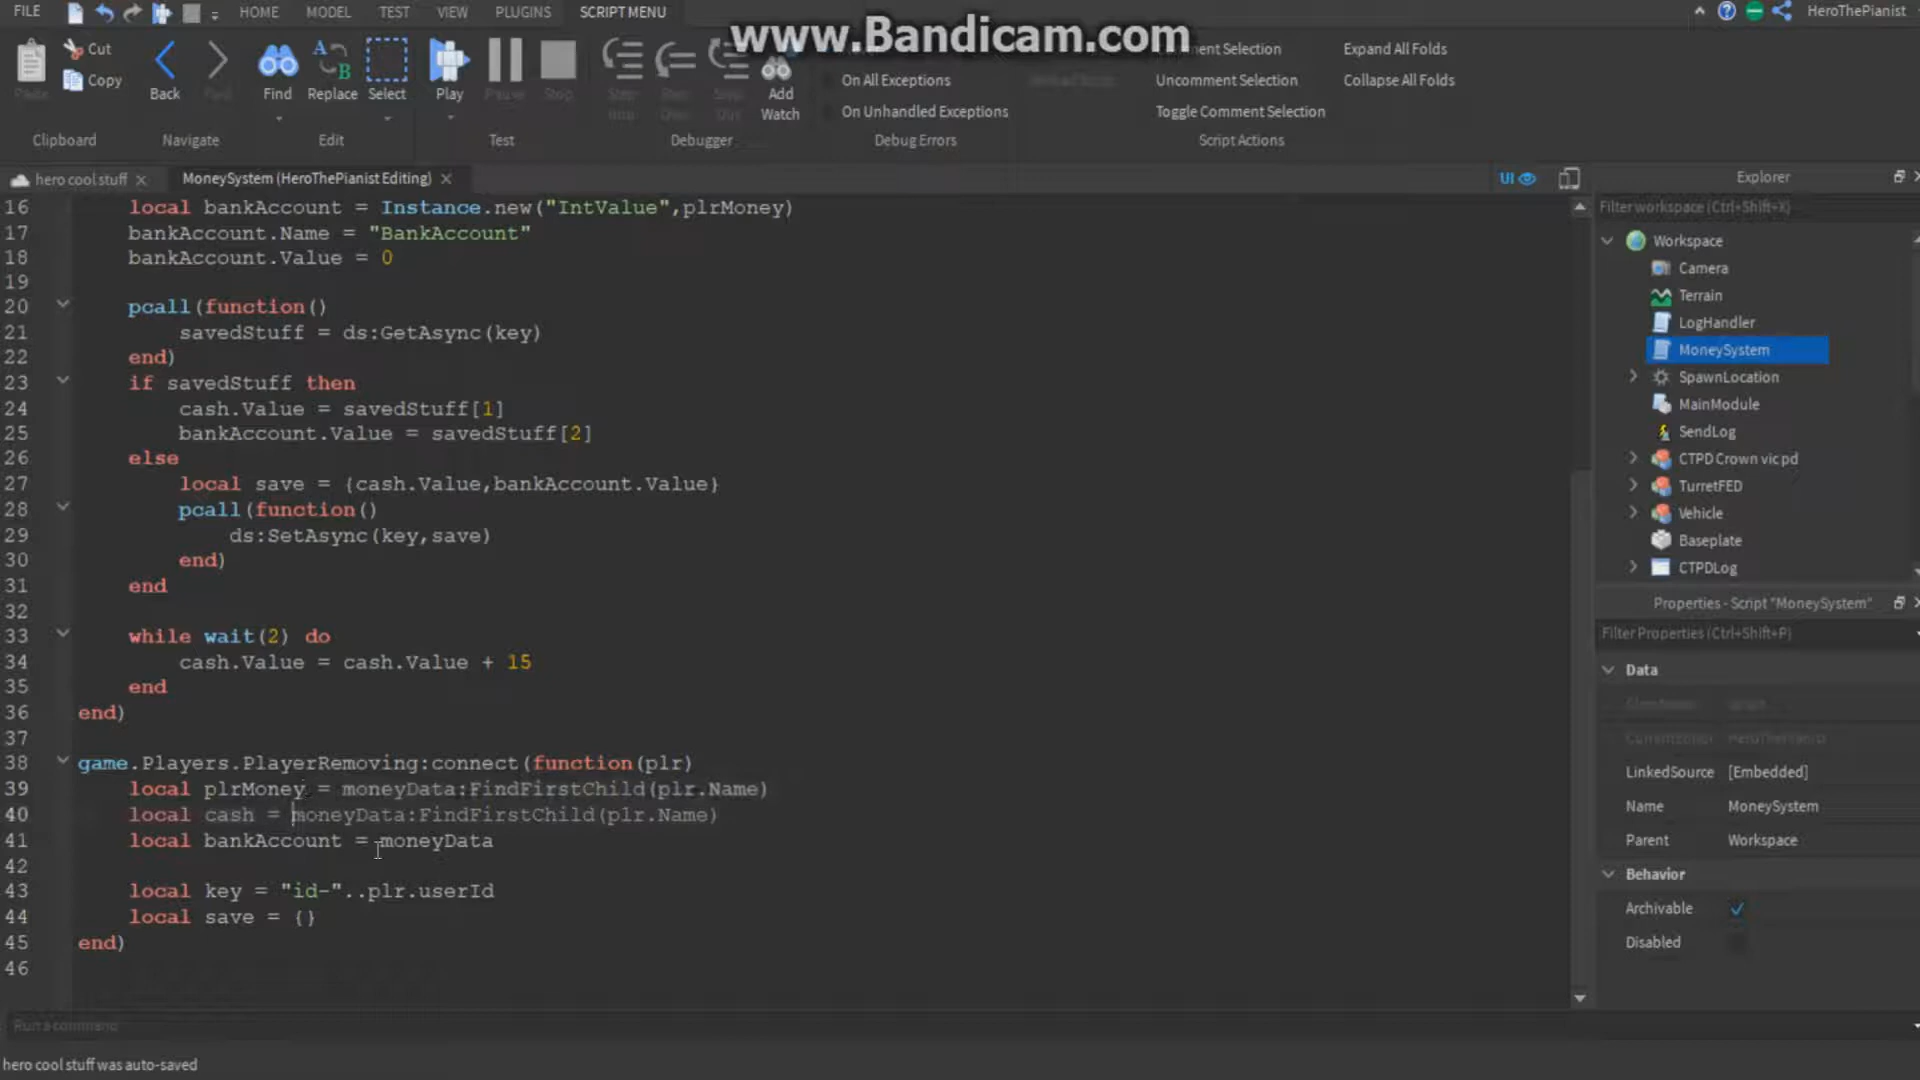 FILE HOME MODEL TEST VIEW PLUGINS SCRIPT MENU HeroThePianist
www.Bandicam.com
Cut
Copy
Back
Find
Replace
Select
Play
Pause
Stop
Add
Watch
On All Exceptions
On Unhandled Exceptions
Uncomment Selection
Toggle Comment Selection
Expand All Folds
Collapse All Folds
Clipboard Navigate Edit Test Debugger Debug Errors Script Actions
hero cool stuff
MoneySystem (HeroThePianist Editing)
UI
16 local bankAccount = Instance.new("IntValue",plrMoney)
17 bankAccount.Name = "BankAccount"
18 bankAccount.Value = 0
19
20 pcall(function()
21 savedStuff = ds:GetAsync(key)
22 end)
23 if savedStuff then
24 cash.Value = savedStuff[1]
25 bankAccount.Value = savedStuff[2]
26 else
27 local save = {cash.Value,bankAccount.Value}
28 pcall(function()
29 ds:SetAsync(key,save)
30 end)
31 end
32
33 while wait(2) do
34 cash.Value = cash.Value + 15
35 end
36 end)
37
38 game.Players.PlayerRemoving:connect(function(plr)
39 local plrMoney = moneyData:FindFirstChild(plr.Name)
40 local cash = moneyData:FindFirstChild(plr.Name)
41 local bankAccount = moneyData
42
43 local key = "id-"..plr.userId
44 local save = {}
45 end)
46
Run a command
hero cool stuff was auto-saved
Explorer
Filter workspace (Ctrl+Shift+X)
Workspace
Camera
Terrain
LogHandler
MoneySystem
SpawnLocation
MainModule
SendLog
CTPD Crown vic pd
TurretFED
Vehicle
Baseplate
CTPDLog
Properties - Script "MoneySystem"
Filter Properties (Ctrl+Shift+P)
Data
LinkedSource [Embedded]
Name MoneySystem
Parent Workspace
Behavior
Archivable
Disabled